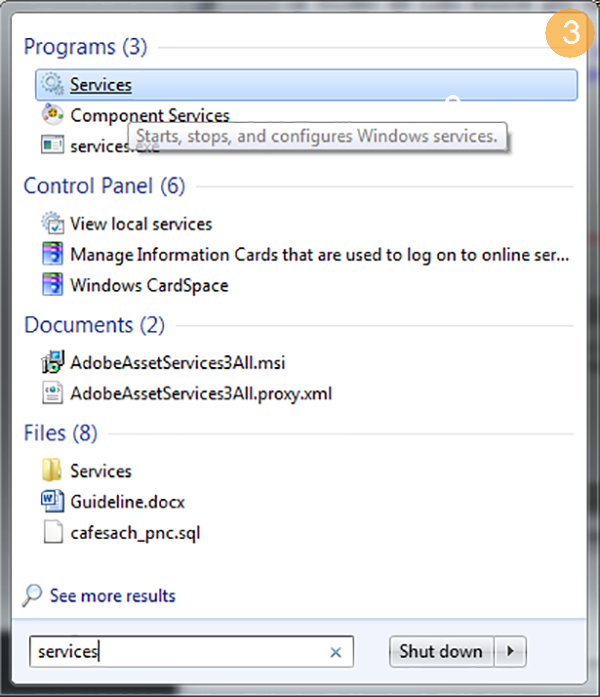 3
Programs (3)
Services
Component Services
Starts, stops, and configures Windows services.
services.exe
Control Panel (6)
View local services
Manage Information Cards that are used to log on to online ser...
Windows CardSpace
Documents (2)
AdobeAssetServices3All.msi
AdobeAssetServices3All.proxy.xml
Files (8)
Services
Guideline.docx
cafesach_pnc.sql
See more results
services
Shut down